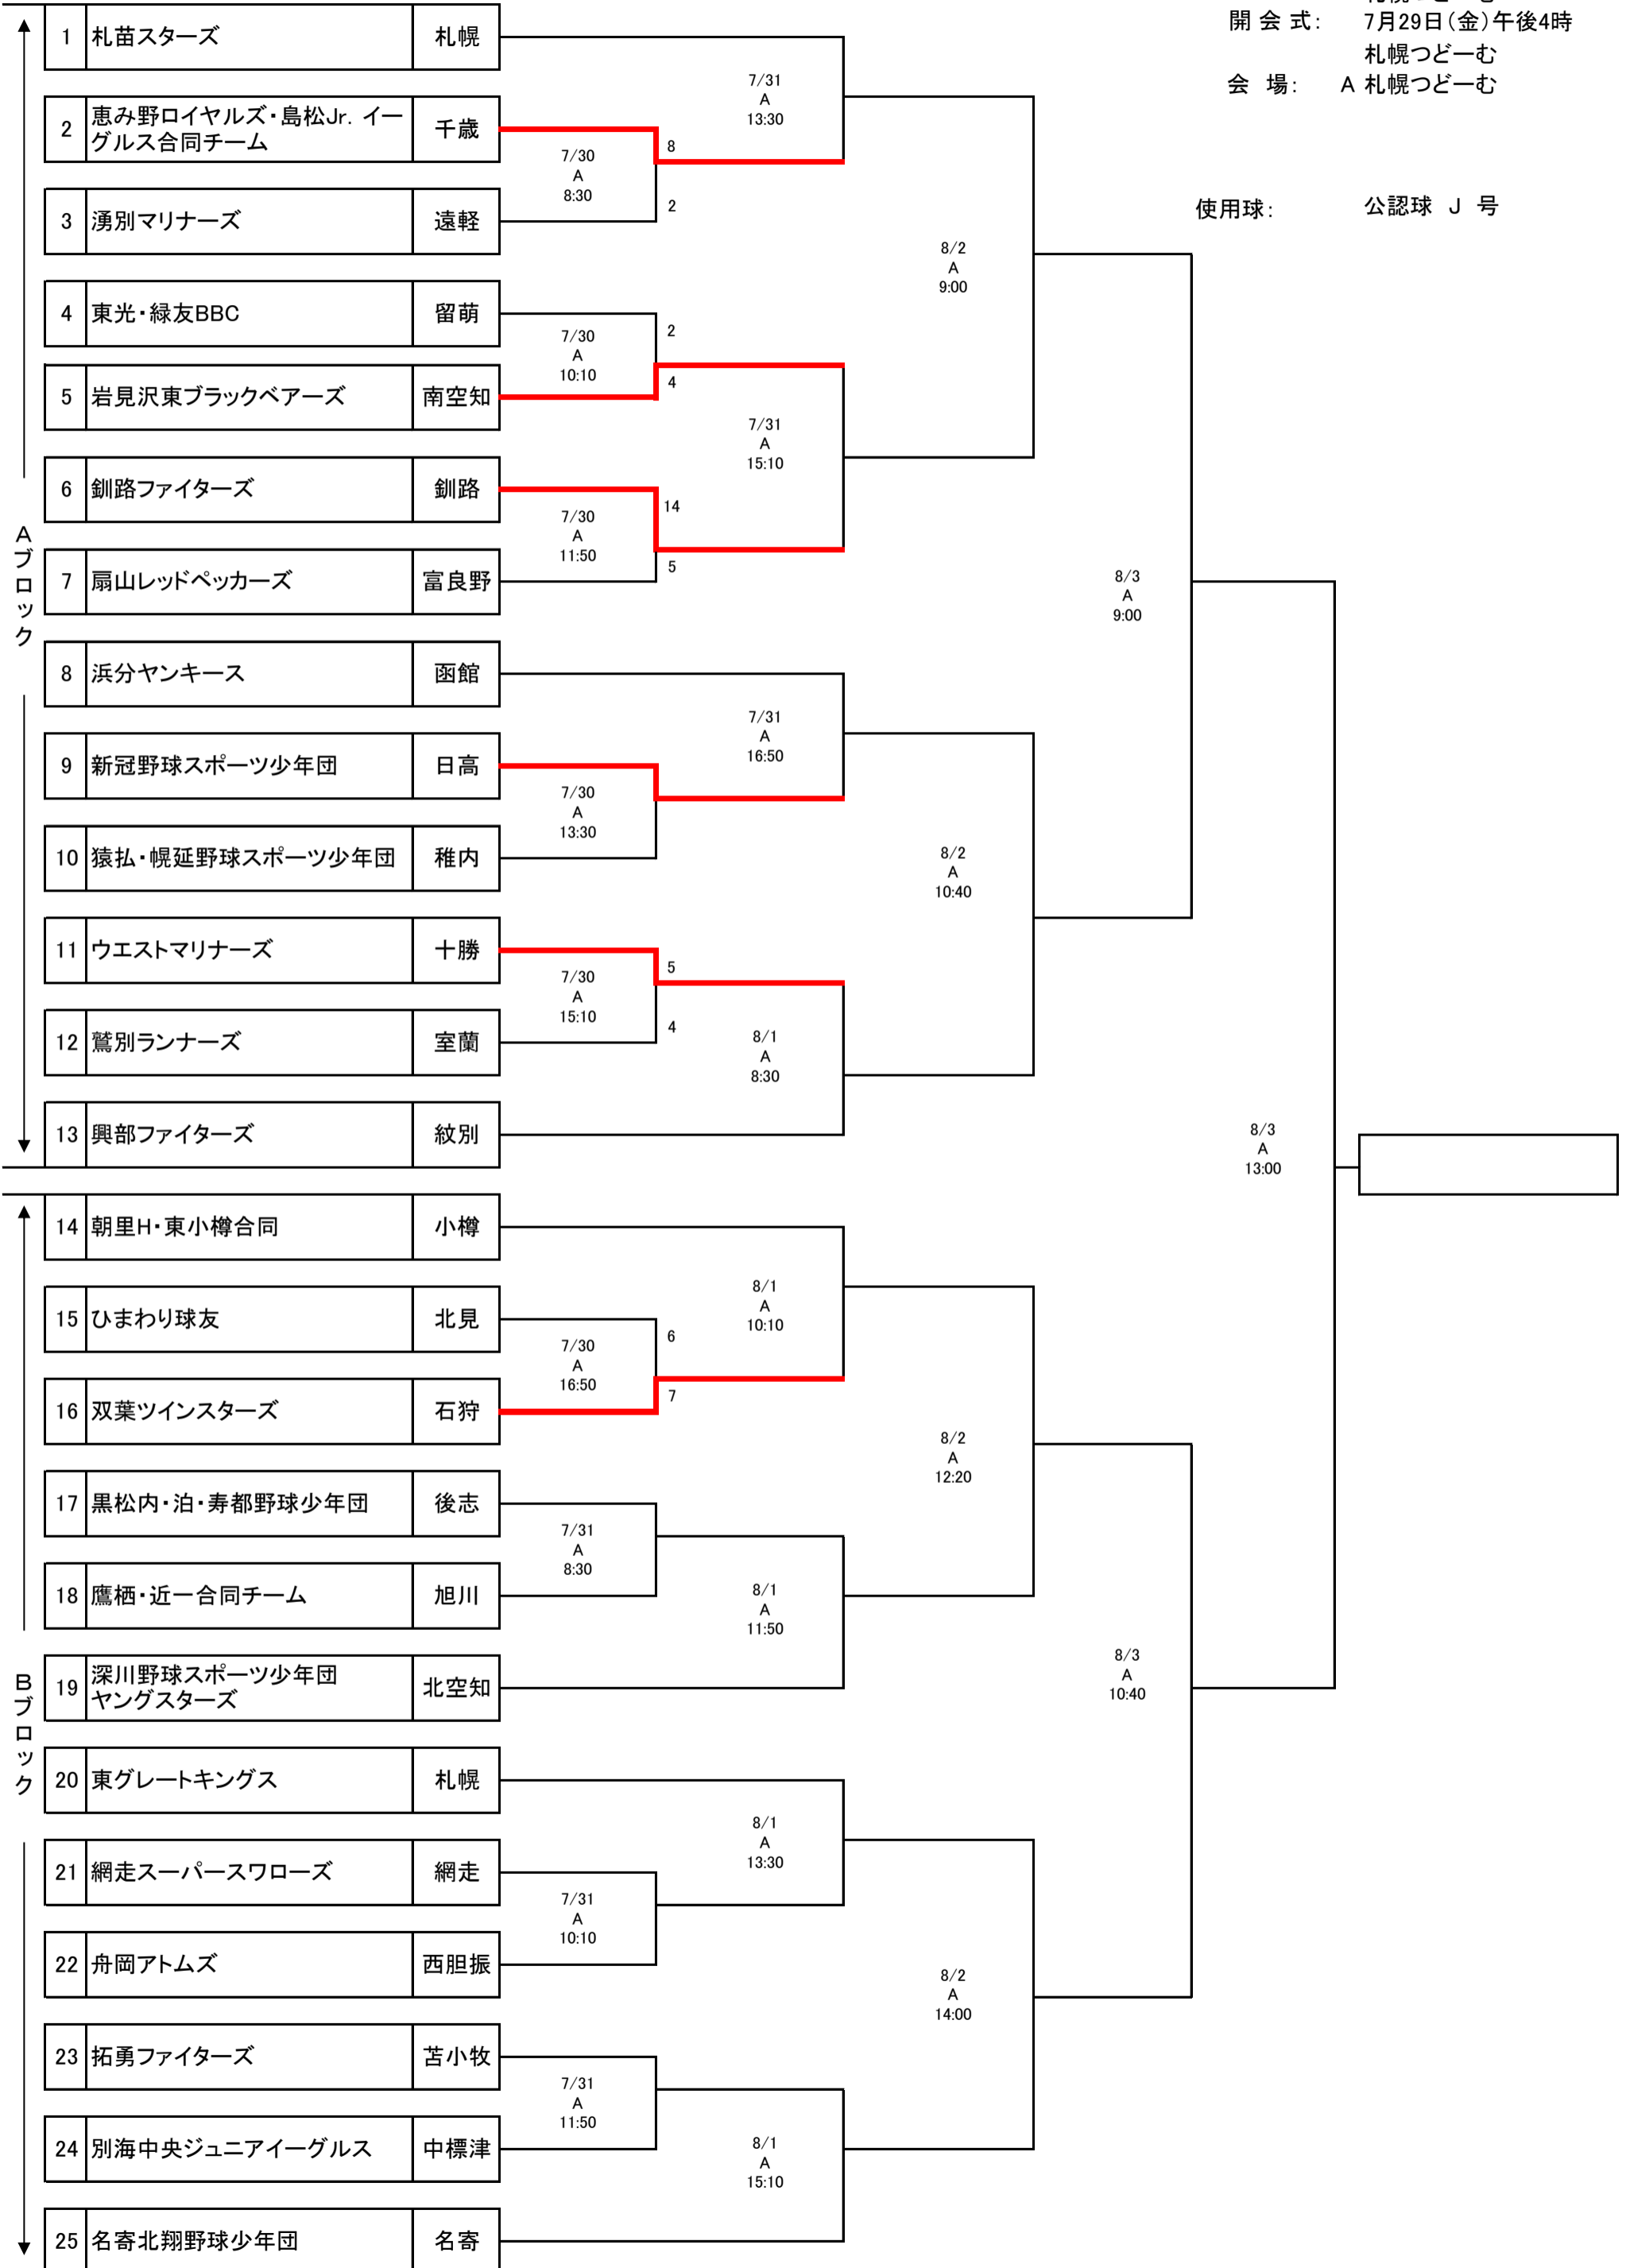 開会式: 7月29日(金)午後4時
札幌つどーむ
会 場: A 札幌つどーむ
使用球: 公認球 J 号
Aブロック
1 札苗スターズ 札幌
2 恵み野ロイヤルズ・島松Jr. イー
グルス合同チーム 千歳
3 湧別マリナーズ 遠軽
4 東光・緑友BBC 留萌
5 岩見沢東ブラックベアーズ 南空知
6 釧路ファイターズ 釧路
7 扇山レッドペッカーズ 富良野
8 浜分ヤンキース 函館
9 新冠野球スポーツ少年団 日高
10 猿払・幌延野球スポーツ少年団 稚内
11 ウエストマリナーズ 十勝
12 鷲別ランナーズ 室蘭
13 興部ファイターズ 紋別
Bブロック
14 朝里H・東小樽合同 小樽
15 ひまわり球友 北見
16 双葉ツインスターズ 石狩
17 黒松内・泊・寿都野球少年団 後志
18 鷹栖・近一合同チーム 旭川
19 深川野球スポーツ少年団
ヤングスターズ 北空知
20 東グレートキングス 札幌
21 網走スーパースワローズ 網走
22 舟岡アトムズ 西胆振
23 拓勇ファイターズ 苫小牧
24 別海中央ジュニアイーグルス 中標津
25 名寄北翔野球少年団 名寄
7/30
A
8:30
8
2
7/30
A
10:10
2
4
7/30
A
11:50
14
5
7/30
A
13:30
7/30
A
15:10
5
4
7/30
A
16:50
6
7
7/31
A
8:30
7/31
A
10:10
7/31
A
11:50
7/31
A
13:30
7/31
A
15:10
7/31
A
16:50
8/1
A
8:30
8/1
A
10:10
8/1
A
11:50
8/1
A
13:30
8/1
A
15:10
8/2
A
9:00
8/2
A
10:40
8/2
A
12:20
8/2
A
14:00
8/3
A
9:00
8/3
A
10:40
8/3
A
13:00